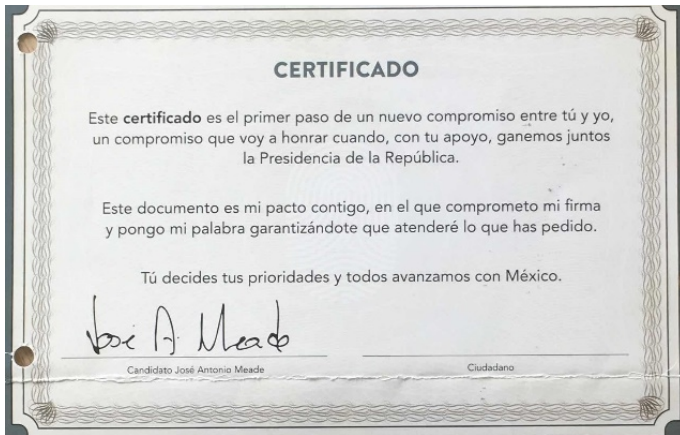 CERTIFICADO
Este certificado es el primer paso de un nuevo compromiso entre tú y yo,
un compromiso que voy a honrar cuando, con tu apoyo, ganemos juntos
la Presidencia de la República.
Este documento es mi pacto contigo, en el que comprometo mi firma
y pongo mi palabra garantizándote que atenderé lo que has pedido.
Tú decides tus prioridades y todos avanzamos con México.
José A. Meade
Candidato José Antonio Meade
Ciudadano